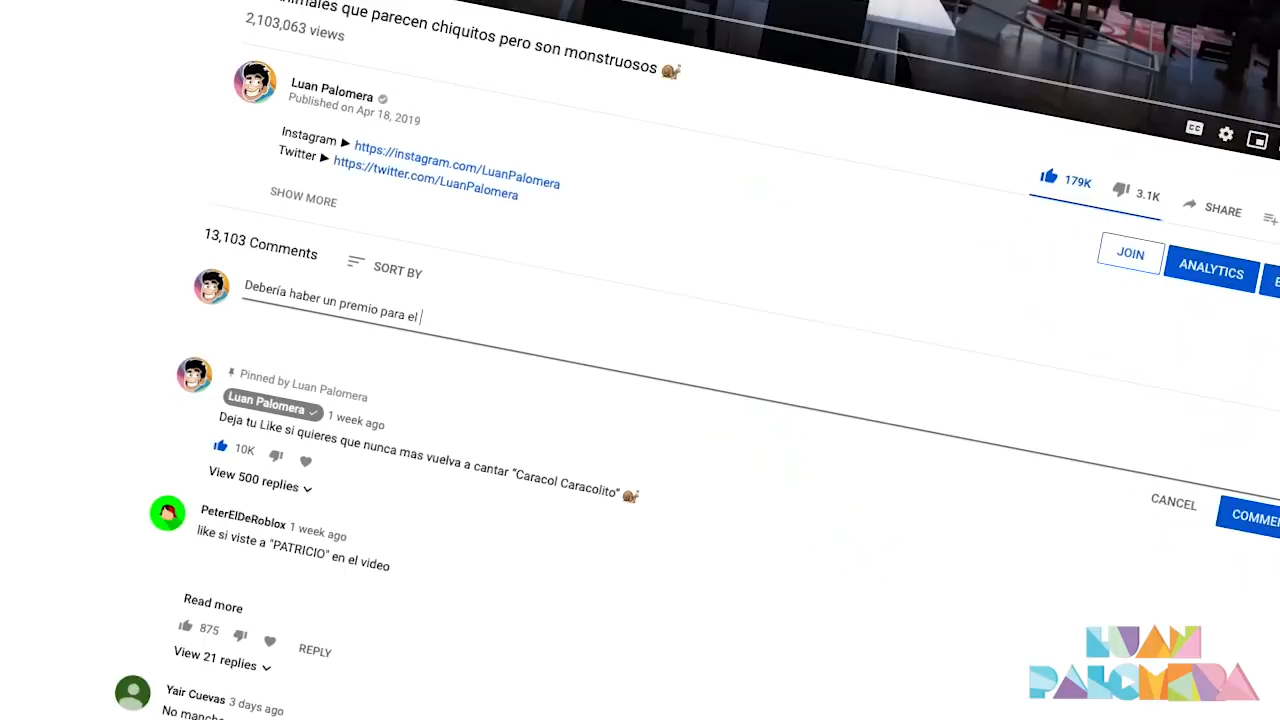 que parecen chiquitos pero son monstruosos 🐌
2,103,063 views
Luan Palomera
Published on Apr 18, 2019
Instagram ► https://instagram.com/LuanPalomera
Twitter ► https://twitter.com/LuanPalomera
SHOW MORE
CC
179K
3.1K
SHARE
JOIN
ANALYTICS
13,103 Comments
SORT BY
Debería haber un premio para el
CANCEL
Pinned by Luan Palomera
Luan Palomera
1 week ago
Deja tu Like si quieres que nunca más vuelva a cantar “Caracol Caracolito” 🐌
10K
View 500 replies
PeterElDeRoblox 1 week ago
like si viste a "PATRICIO" en el video
Read more
875
REPLY
View 21 replies
Yair Cuevas 3 days ago
No
LUAN
PALOMERA